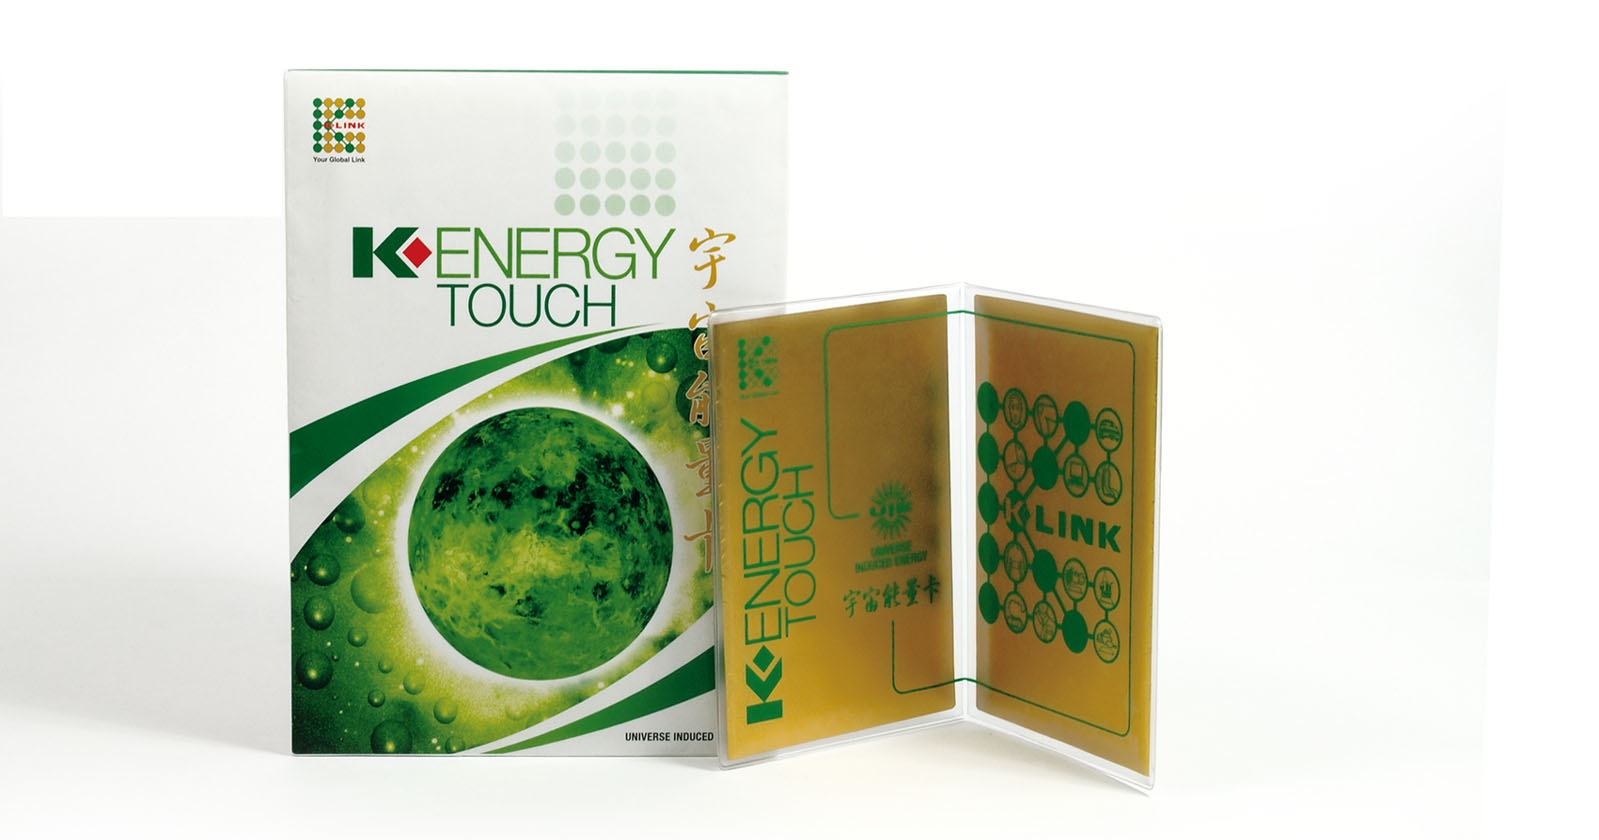 K LINK
Your Global Link
K ENERGY
TOUCH
宇宙能量卡
UNIVERSE INDUCED
K ENERGY
TOUCH
UNIVERSE
INDUCED ENERGY
宇宙能量卡
K LINK